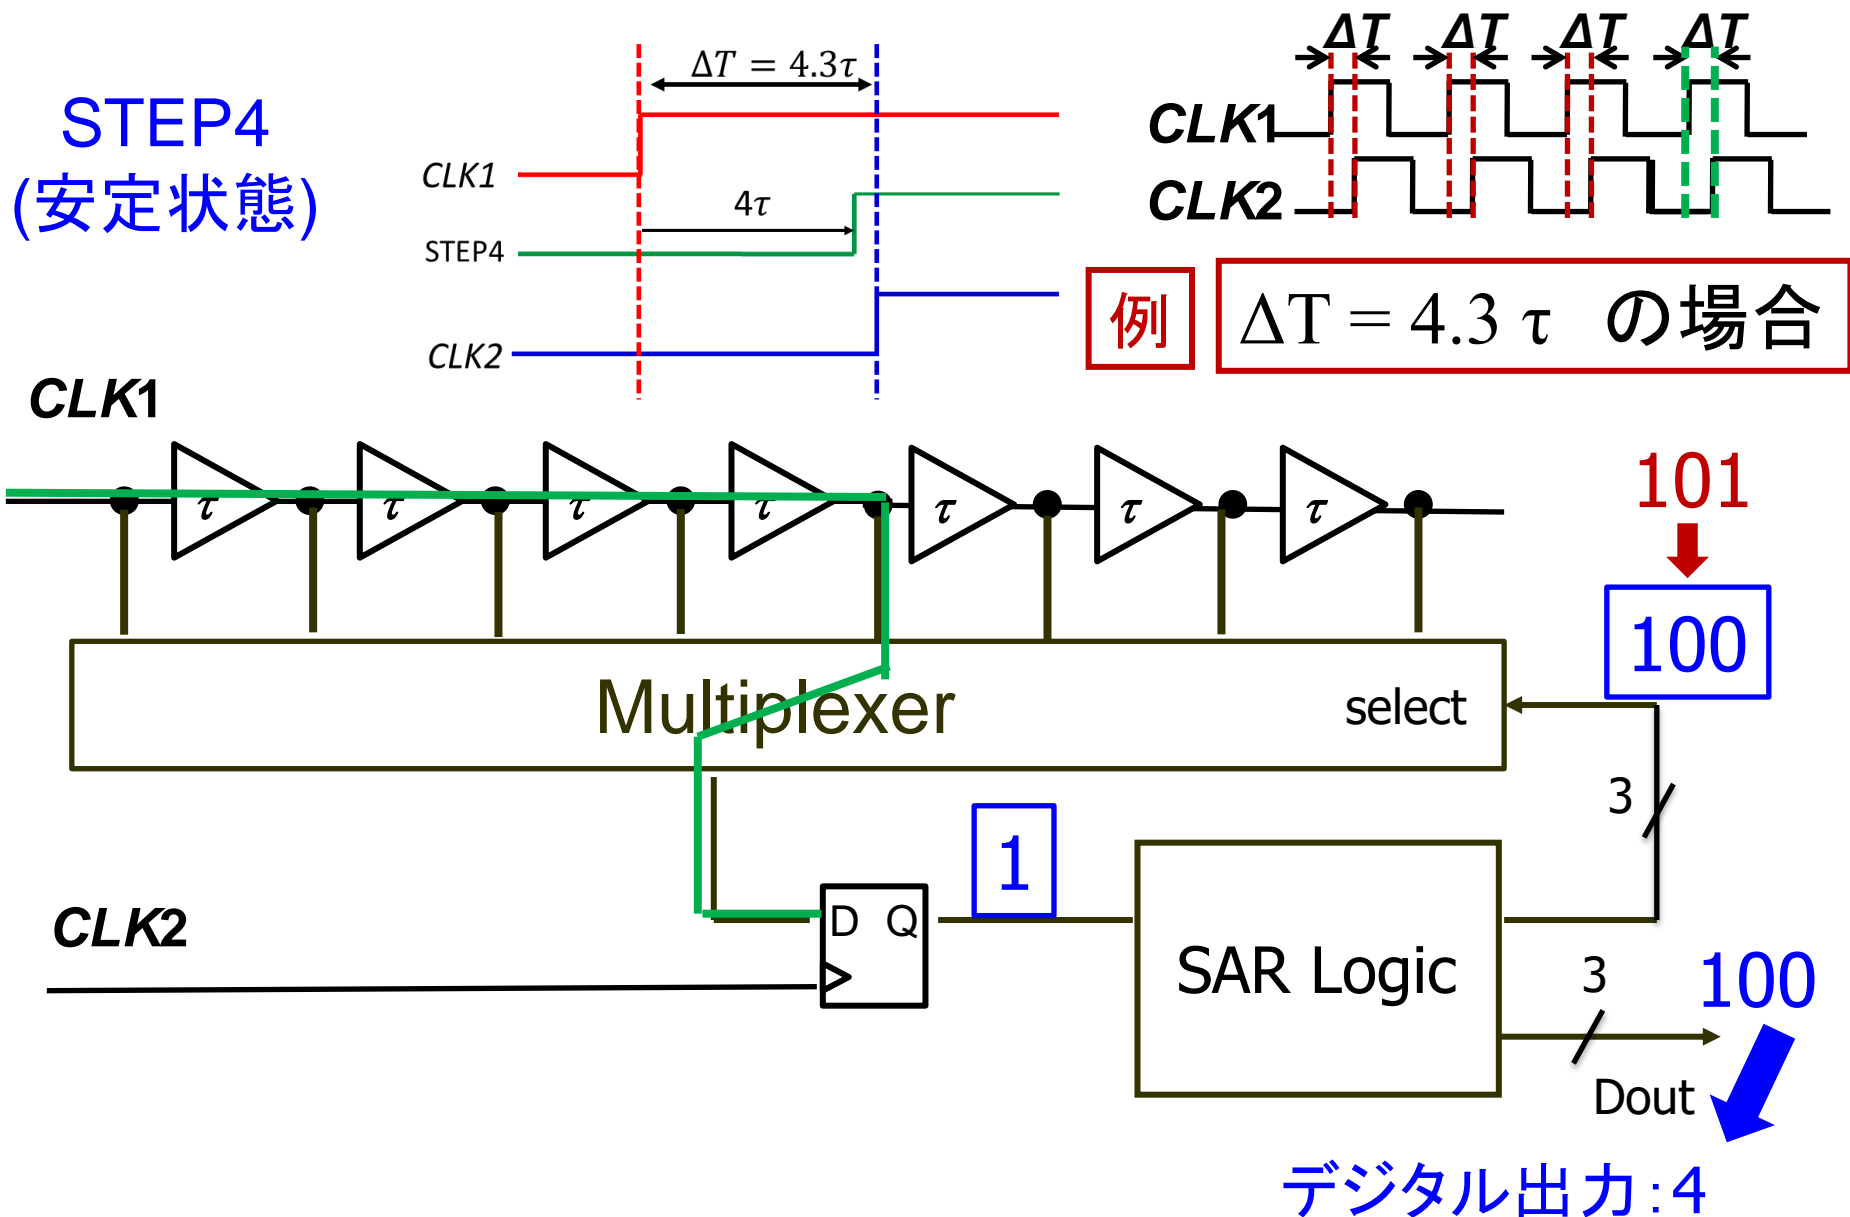 STEP4
(安定状態)
ΔT = 4.3τ
CLK1
4τ
STEP4
CLK2
ΔT ΔT ΔT ΔT
CLK1
CLK2
例
ΔT = 4.3 τ の場合
CLK1
τ τ τ τ τ τ τ
101
100
Multiplexer
select
3
1
CLK2
D Q
SAR Logic
3
100
Dout
デジタル出力:4